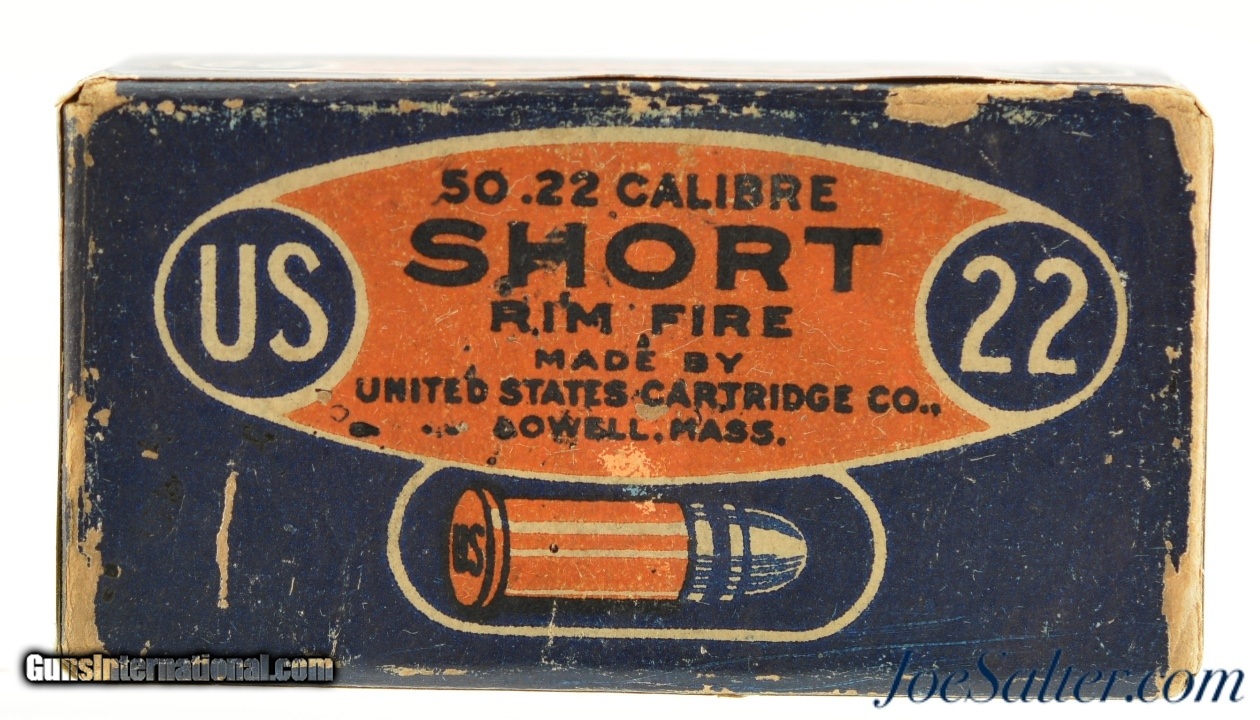 50 .22 CALIBRE
SHORT
RIM FIRE
MADE BY
UNITED STATES CARTRIDGE CO.,
LOWELL, MASS.
US
22
US
GunsInternational.com
JoeSalter.com